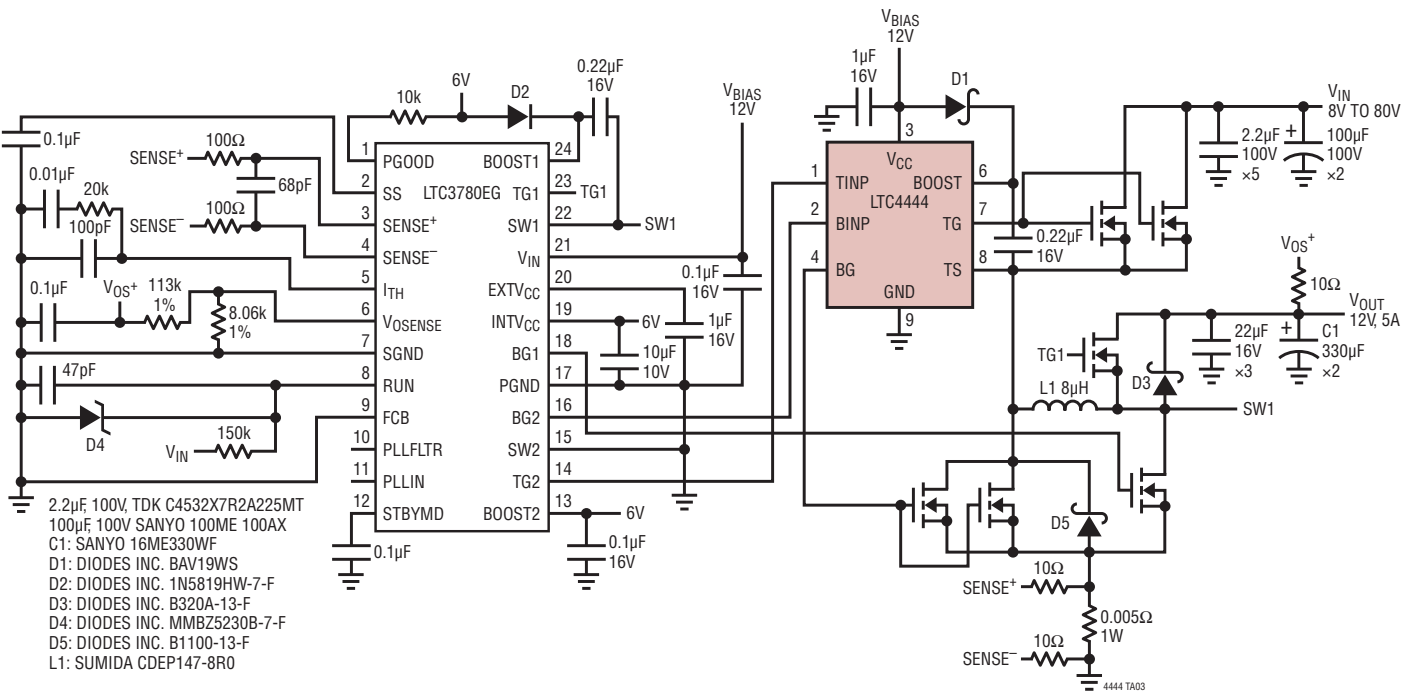 V_BIAS
12V
1µF
16V
D1
V_IN
8V TO 80V
2.2µF
100V
×5
+
100µF
100V
×2
0.22µF
16V
6V
D2
10k
V_BIAS
12V
0.1µF
SENSE+
100Ω
68pF
SENSE−
100Ω
0.01µF
20k
100pF
0.1µF
V_OS+
113k
1%
8.06k
1%
47pF
D4
V_IN
150k
LTC3780EG
1
PGOOD
2
SS
3
SENSE+
4
SENSE−
5
I_TH
6
V_OSENSE
7
SGND
8
RUN
9
FCB
10
PLLFLTR
11
PLLIN
12
STBYMD
0.1µF
24
BOOST1
23
TG1
TG1
22
SW1
SW1
21
V_IN
20
EXTV_CC
19
INTV_CC
6V
18
BG1
17
PGND
16
BG2
15
SW2
14
TG2
13
BOOST2
6V
0.1µF
16V
10µF
10V
1µF
16V
0.1µF
16V
3
V_CC
LTC4444
1
TINP
2
BINP
4
BG
6
BOOST
7
TG
8
TS
GND
9
0.22µF
16V
V_OS+
10Ω
V_OUT
12V, 5A
22µF
16V
×3
+
C1
330µF
×2
TG1
D3
L1 8µH
SW1
D5
SENSE+
10Ω
0.005Ω
1W
SENSE−
10Ω
2.2µF, 100V, TDK C4532X7R2A225MT
100µF, 100V SANYO 100ME 100AX
C1: SANYO 16ME330WF
D1: DIODES INC. BAV19WS
D2: DIODES INC. 1N5819HW-7-F
D3: DIODES INC. B320A-13-F
D4: DIODES INC. MMBZ5230B-7-F
D5: DIODES INC. B1100-13-F
L1: SUMIDA CDEP147-8R0
4444 TA03